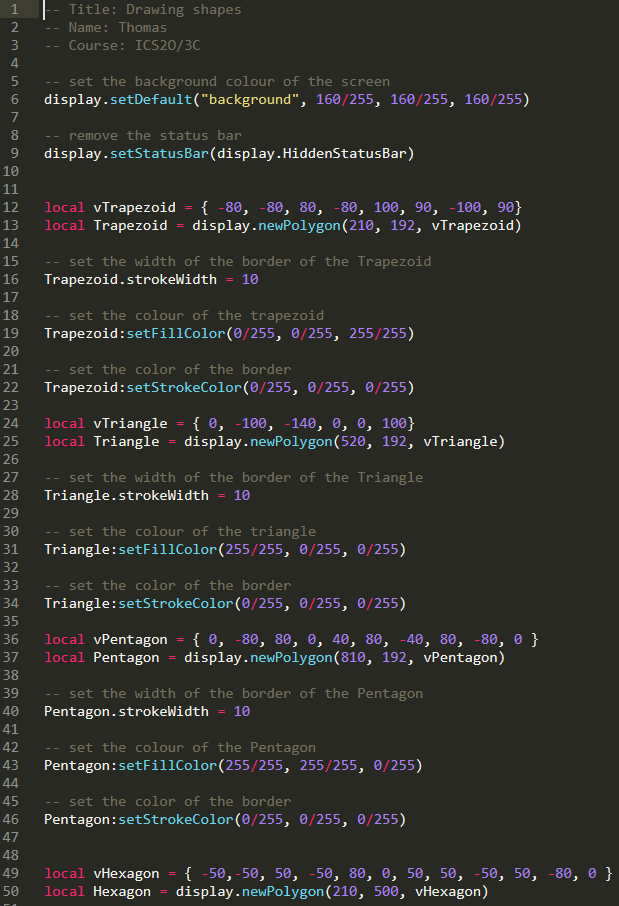 1 -- Title: Drawing shapes
2 -- Name: Thomas
3 -- Course: ICS2O/3C
4
5 -- set the background colour of the screen
6 display.setDefault("background", 160/255, 160/255, 160/255)
7
8 -- remove the status bar
9 display.setStatusBar(display.HiddenStatusBar)
10
11
12 local vTrapezoid = { -80, -80, 80, -80, 100, 90, -100, 90}
13 local Trapezoid = display.newPolygon(210, 192, vTrapezoid)
14
15 -- set the width of the border of the Trapezoid
16 Trapezoid.strokeWidth = 10
17
18 -- set the colour of the trapezoid
19 Trapezoid:setFillColor(0/255, 0/255, 255/255)
20
21 -- set the color of the border
22 Trapezoid:setStrokeColor(0/255, 0/255, 0/255)
23
24 local vTriangle = { 0, -100, -140, 0, 0, 100}
25 local Triangle = display.newPolygon(520, 192, vTriangle)
26
27 -- set the width of the border of the Triangle
28 Triangle.strokeWidth = 10
29
30 -- set the colour of the triangle
31 Triangle:setFillColor(255/255, 0/255, 0/255)
32
33 -- set the color of the border
34 Triangle:setStrokeColor(0/255, 0/255, 0/255)
35
36 local vPentagon = { 0, -80, 80, 0, 40, 80, -40, 80, -80, 0 }
37 local Pentagon = display.newPolygon(810, 192, vPentagon)
38
39 -- set the width of the border of the Pentagon
40 Pentagon.strokeWidth = 10
41
42 -- set the colour of the Pentagon
43 Pentagon:setFillColor(255/255, 255/255, 0/255)
44
45 -- set the color of the border
46 Pentagon:setStrokeColor(0/255, 0/255, 0/255)
47
48
49 local vHexagon = { -50,-50, 50, -50, 80, 0, 50, 50, -50, 50, -80, 0 }
50 local Hexagon = display.newPolygon(210, 500, vHexagon)